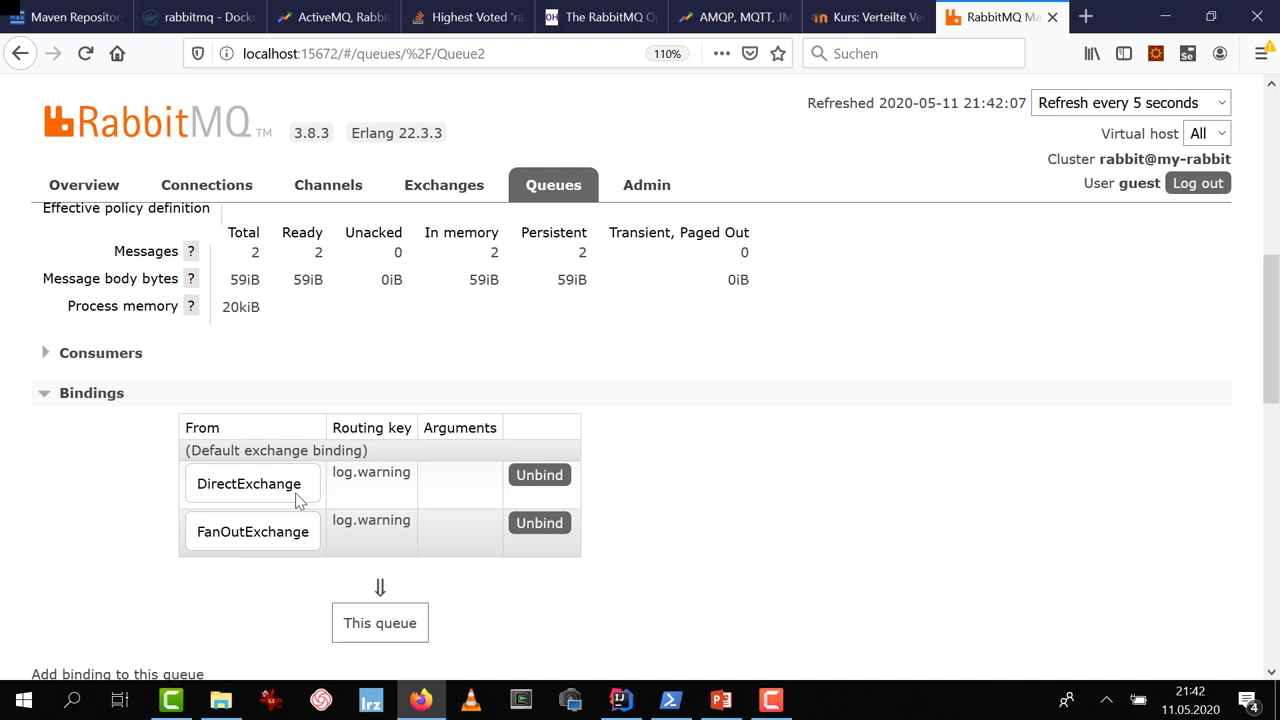 Maven Repositor
rabbitmq - Docke
ActiveMQ, Rabbit
Highest Voted 'ra
The RabbitMQ Op
AMQP, MQTT, JM
Kurs: Verteilte Ve
RabbitMQ Ma
localhost:15672/#/queues/%2F/Queue2
110%
Suchen
RabbitMQ TM
3.8.3
Erlang 22.3.3
Refreshed 2020-05-11 21:42:07
Refresh every 5 seconds
Virtual host
All
Cluster rabbit@my-rabbit
User guest
Log out
Overview
Connections
Channels
Exchanges
Queues
Admin
Effective policy definition
Total Ready Unacked In memory Persistent Transient, Paged Out
Messages ? 2 2 0 2 2 0
Message body bytes ? 59iB 59iB 0iB 59iB 59iB 0iB
Process memory ? 20kiB
Consumers
Bindings
From Routing key Arguments
(Default exchange binding)
DirectExchange log.warning Unbind
FanOutExchange log.warning Unbind
⇓
This queue
Add binding to this queue
21:42
11.05.2020
4